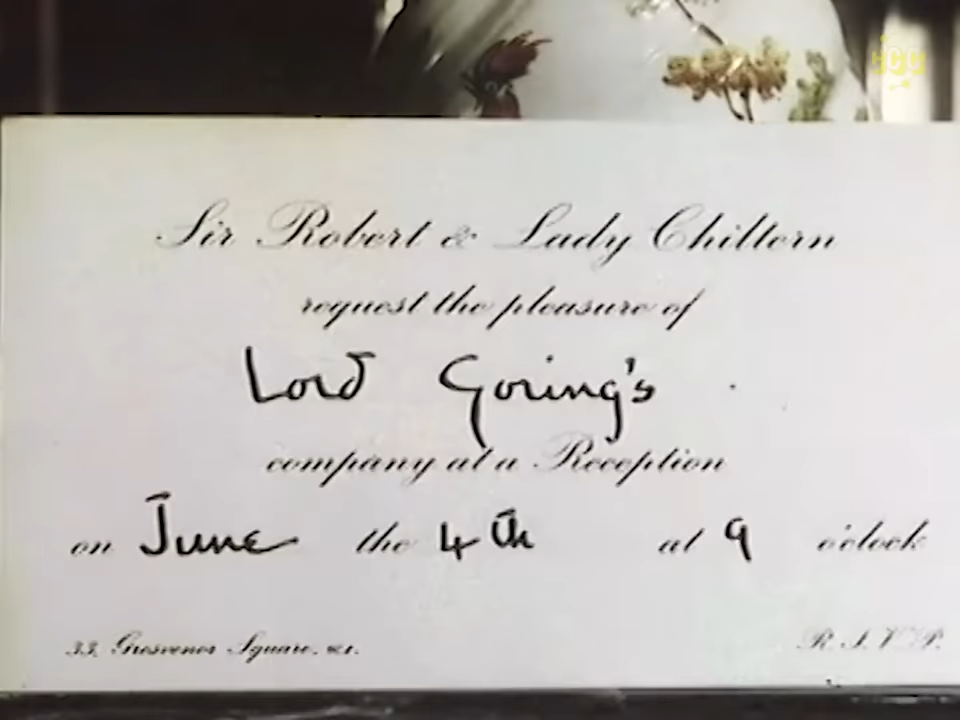 Sir Robert & Lady Chiltern
request the pleasure of
Lord Goring's
company at a Reception
on June the 4th at 9 o'clock
33, Grosvenor Square, R. S. V. P.